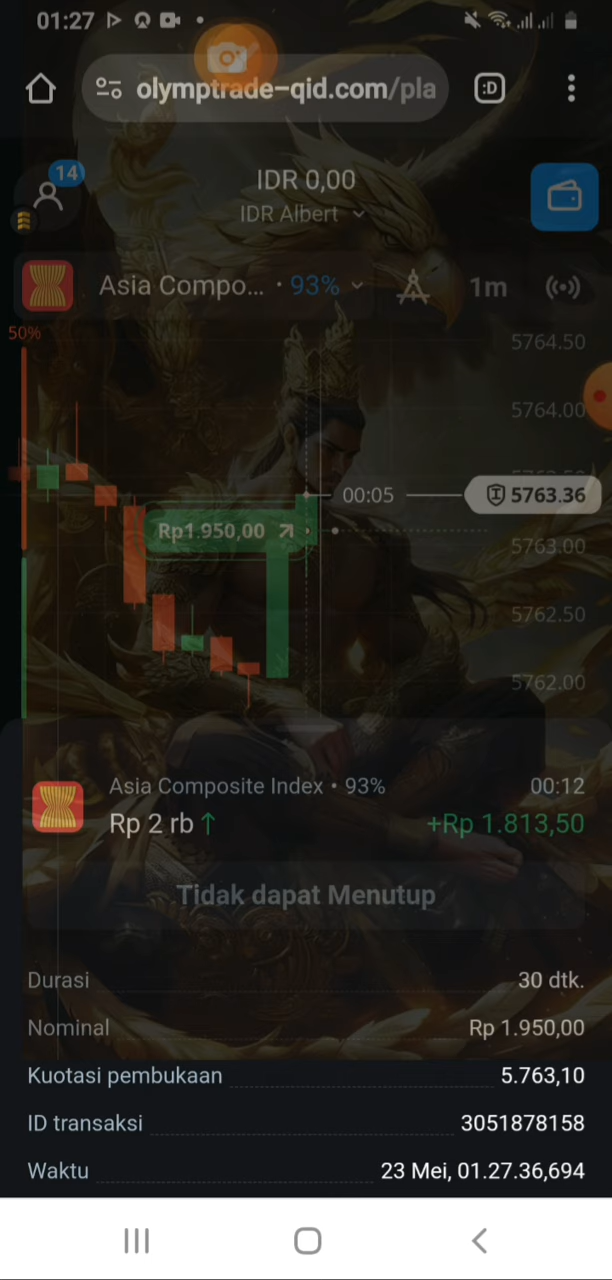 01:27
olymptrade-qid.com/pla
:D
14
IDR 0,00
IDR Albert
Asia Compo... · 93%
1m
50%
5764.50
5764.00
00:05
5763.36
Rp1.950,00
5763.00
5762.50
5762.00
Asia Composite Index • 93%
00:12
Rp 2 rb ↑
+Rp 1.813,50
Tidak dapat Menutup
Durasi 30 dtk.
Nominal Rp 1.950,00
Kuotasi pembukaan 5.763,10
ID transaksi 3051878158
Waktu 23 Mei, 01.27.36,694